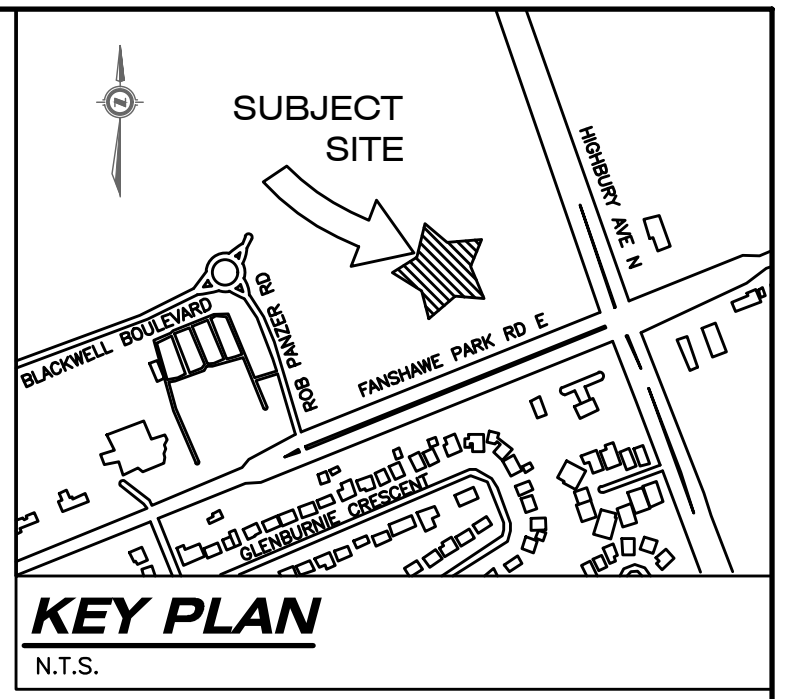 SUBJECT
SITE
HIGHBURY AVE N
BLACKWELL BOULEVARD
ROB PANZER RD
FANSHAWE PARK RD E
GLENBURNIE CRESCENT
KEY PLAN
N.T.S.